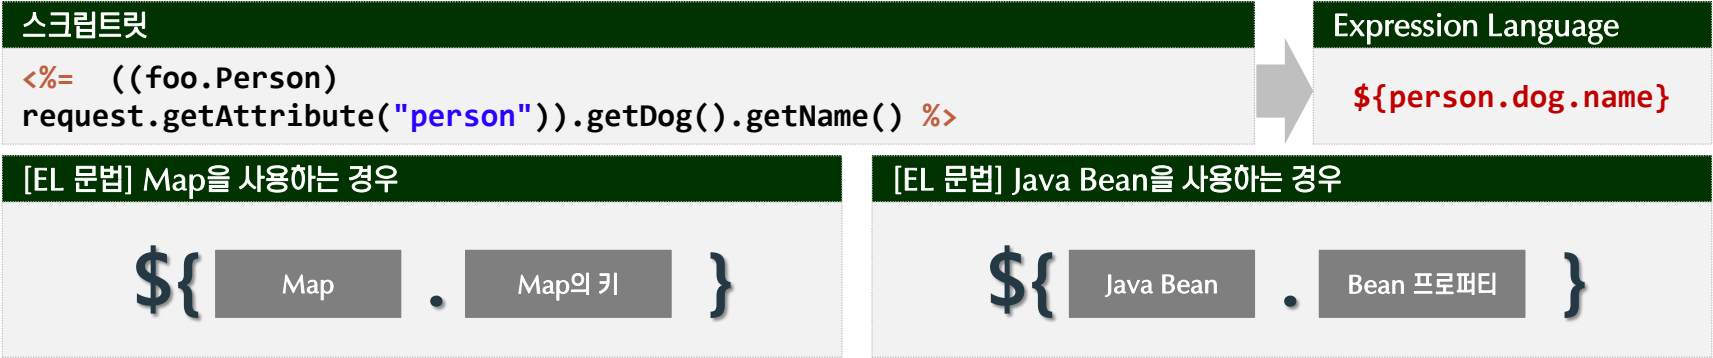 스크립트릿
<%=  ((foo.Person)
request.getAttribute("person")).getDog().getName() %>
Expression Language
${person.dog.name}
[EL 문법] Map을 사용하는 경우
${ Map . Map의 키 }
[EL 문법] Java Bean을 사용하는 경우
${ Java Bean . Bean 프로퍼티 }